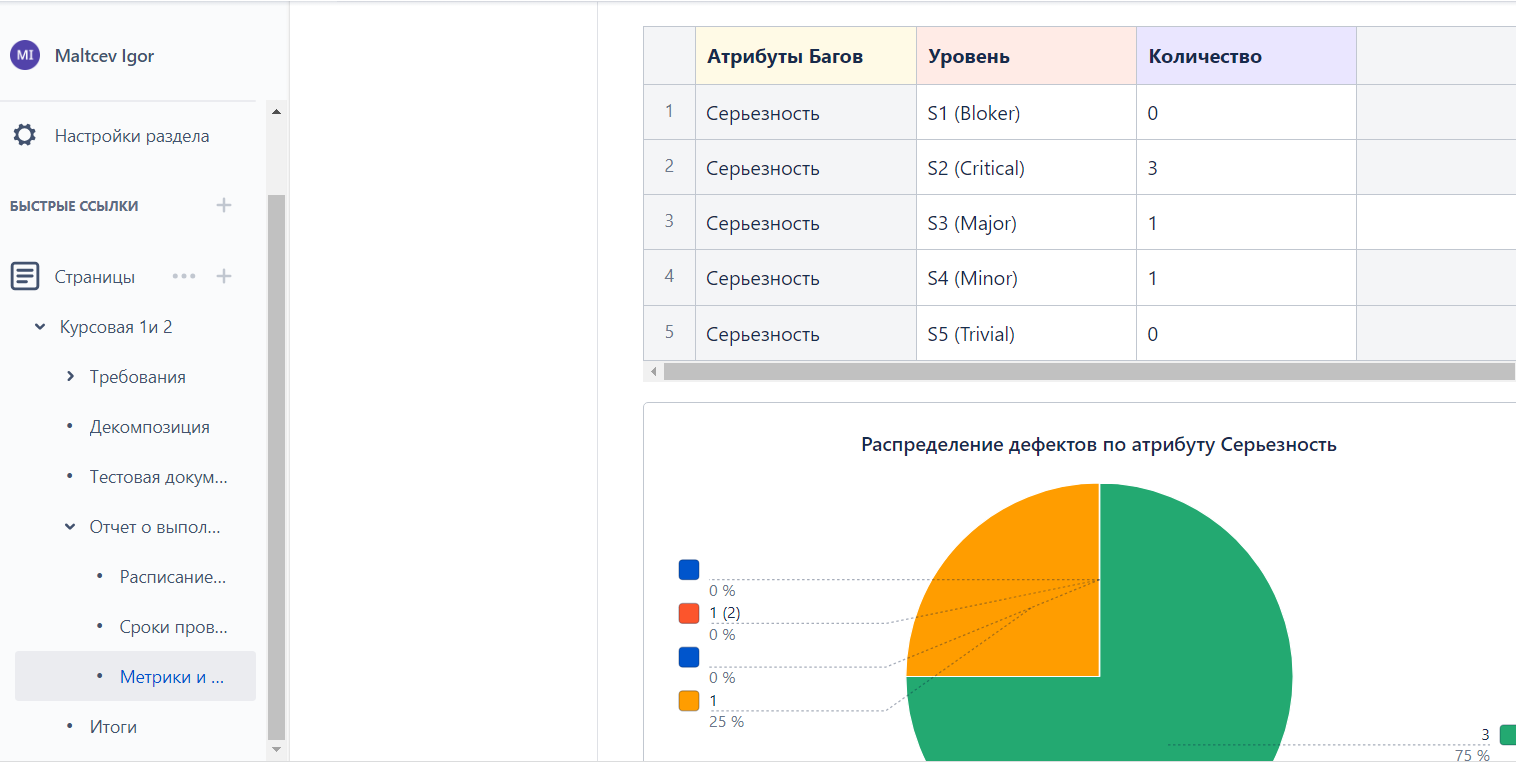 MI Maltcev Igor
Настройки раздела
БЫСТРЫЕ ССЫЛКИ
Страницы
Курсовая 1и 2
Требования
Декомпозиция
Тестовая докум...
Отчет о выпол...
Расписание...
Сроки пров...
Метрики и ...
Итоги
Атрибуты Багов Уровень Количество
1 Серьезность S1 (Bloker) 0
2 Серьезность S2 (Critical) 3
3 Серьезность S3 (Major) 1
4 Серьезность S4 (Minor) 1
5 Серьезность S5 (Trivial) 0
Распределение дефектов по атрибуту Серьезность
0 %
1 (2)
0 %
0 %
1
25 %
3
75 %